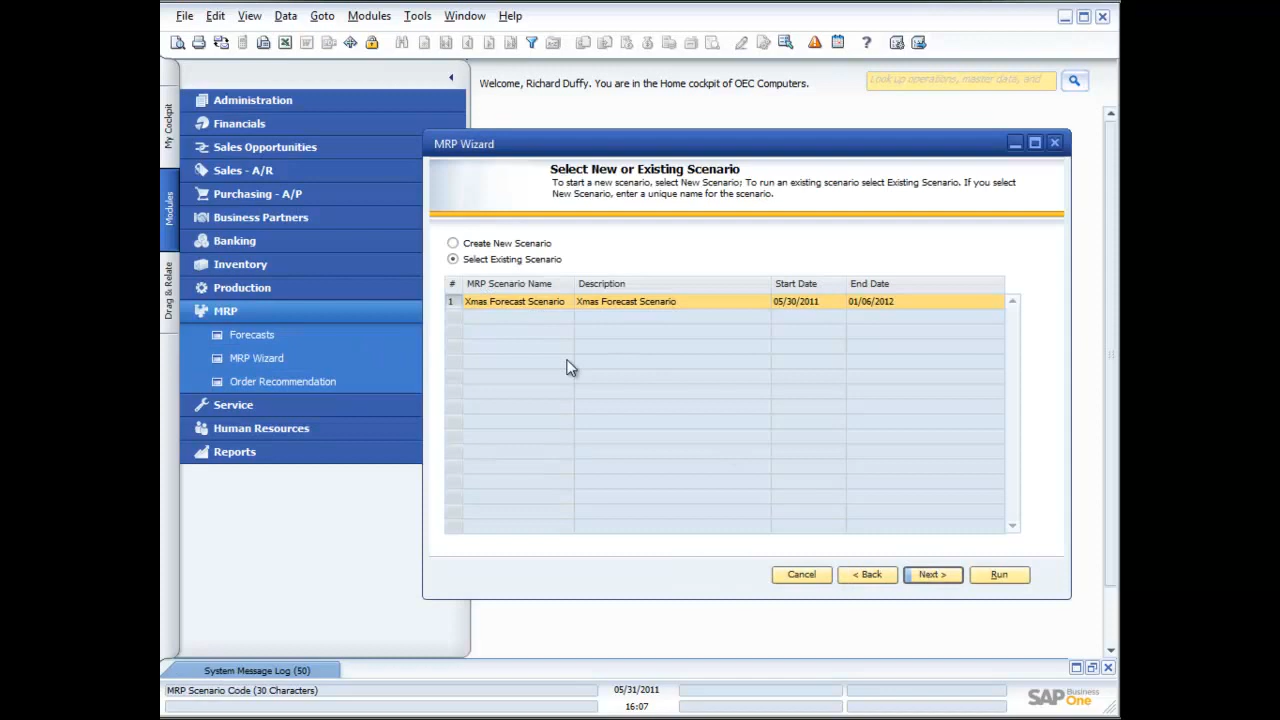 File Edit View Data Goto Modules Tools Window Help
Welcome, Richard Duffy. You are in the Home cockpit of OEC Computers.
Look up operations, master data, and
My Cockpit
Modules
Drag & Relate
Administration
Financials
Sales Opportunities
Sales - A/R
Purchasing - A/P
Business Partners
Banking
Inventory
Production
MRP
Forecasts
MRP Wizard
Order Recommendation
Service
Human Resources
Reports
MRP Wizard
Select New or Existing Scenario
To start a new scenario, select New Scenario; To run an existing scenario select Existing Scenario. If you select
New Scenario, enter a unique name for the scenario.
Create New Scenario
Select Existing Scenario
# MRP Scenario Name Description Start Date End Date
1 Xmas Forecast Scenario Xmas Forecast Scenario 05/30/2011 01/06/2012
Cancel < Back Next > Run
System Message Log (50)
MRP Scenario Code (30 Characters) 05/31/2011
16:07
SAP Business One